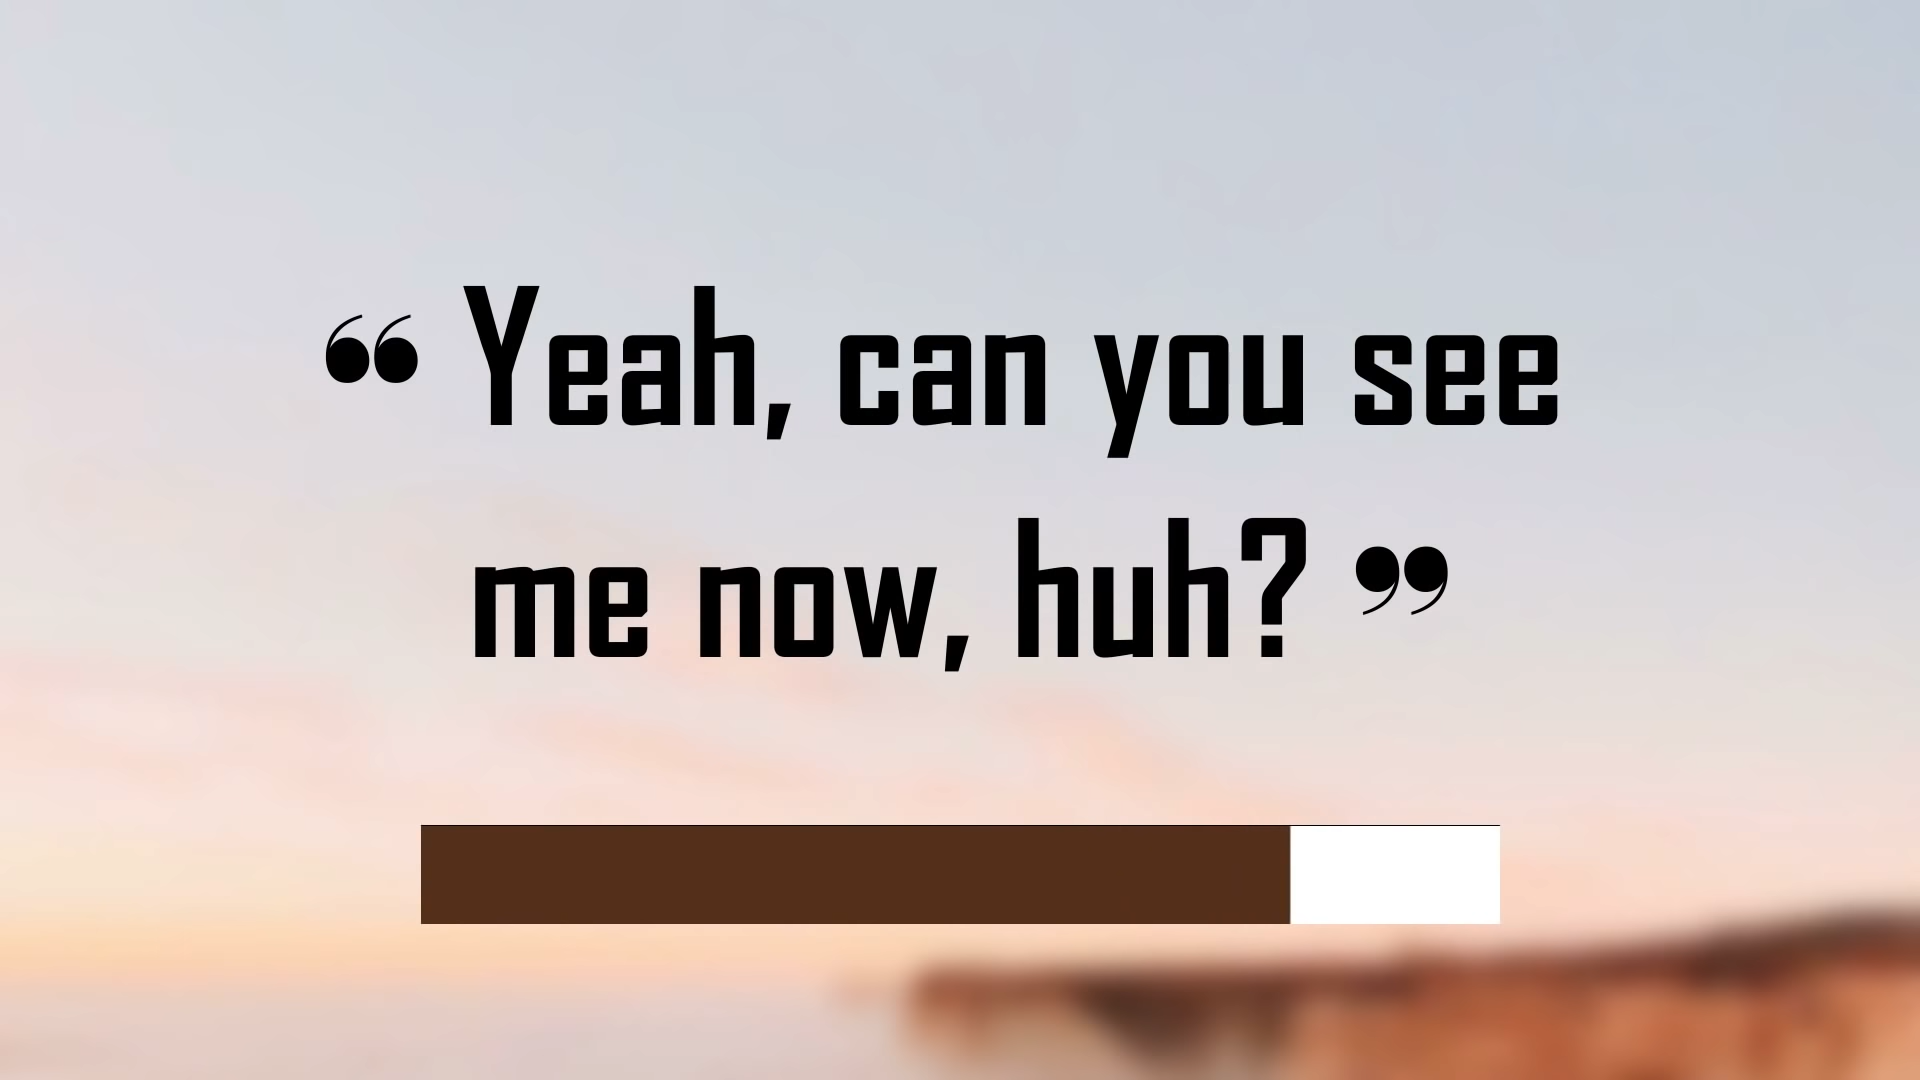 “ Yeah, can you see
me now, huh? ”